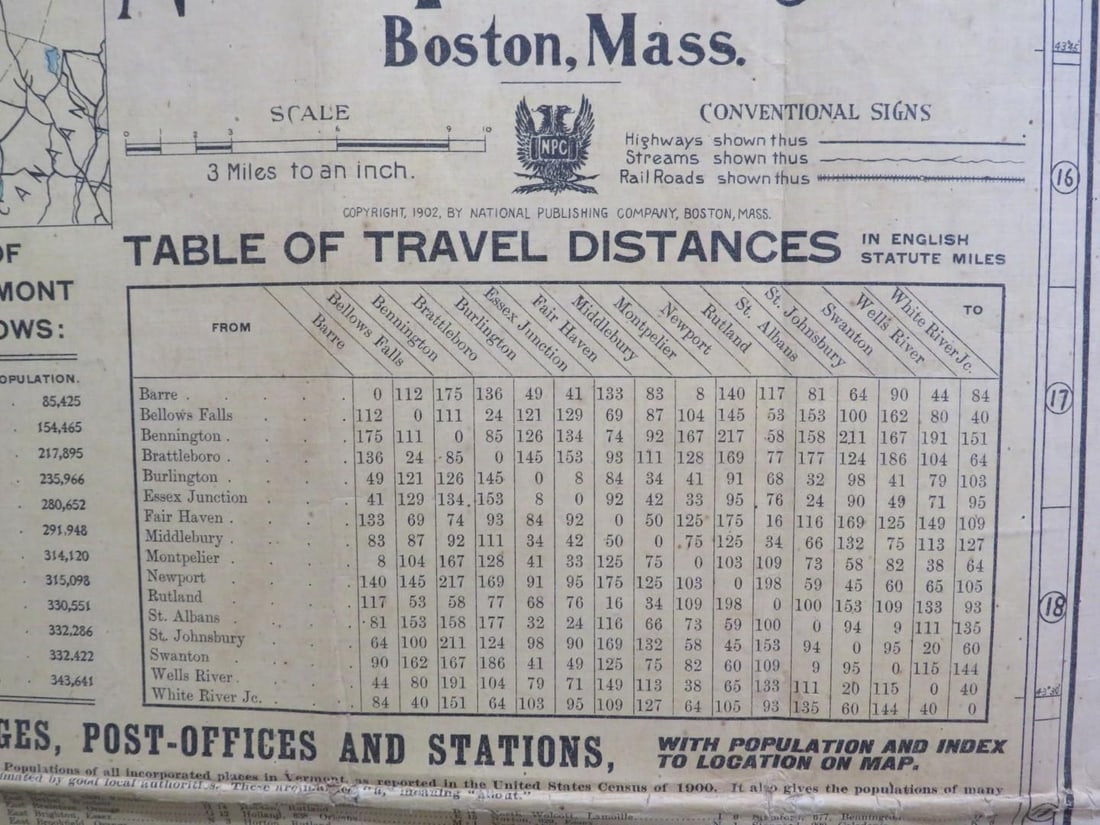 Boston, Mass.
SCALE
0 1 2 3 6 9 10
3 Miles to an inch.
NPC
CONVENTIONAL SIGNS
Highways shown thus
Streams shown thus
Rail Roads shown thus
COPYRIGHT, 1902, BY NATIONAL PUBLISHING COMPANY, BOSTON, MASS.
CANAAN
43°45'
16
17
18
43°30'
OF
MONT
OWS:
OPULATION.
85,425
154,465
217,895
235,966
280,652
291,948
314,120
315,098
330,551
332,286
332,422
343,641
TABLE OF TRAVEL DISTANCES IN ENGLISH
STATUTE MILES
FROM
TO
Barre
Bellows Falls
Bennington
Brattleboro
Burlington
Essex Junction
Fair Haven
Middlebury
Montpelier
Newport
Rutland
St. Albans
St. Johnsbury
Swanton
Wells River
White River Jc.
Barre 0 112 175 136 49 41 133 83 8 140 117 81 64 90 44 84
Bellows Falls 112 0 111 24 121 129 69 87 104 145 53 153 100 162 80 40
Bennington 175 111 0 85 126 134 74 92 167 217 58 158 211 167 191 151
Brattleboro 136 24 85 0 145 153 93 111 128 169 77 177 124 186 104 64
Burlington 49 121 126 145 0 8 84 34 41 91 68 32 98 41 79 103
Essex Junction 41 129 134 153 8 0 92 42 33 95 76 24 90 49 71 95
Fair Haven 133 69 74 93 84 92 0 50 125 175 16 116 169 125 149 109
Middlebury 83 87 92 111 34 42 50 0 75 125 34 66 132 75 113 127
Montpelier 8 104 167 128 41 33 125 75 0 103 109 73 58 82 38 64
Newport 140 145 217 169 91 95 175 125 103 0 198 59 45 60 65 105
Rutland 117 53 58 77 68 76 16 34 109 198 0 100 153 109 133 93
St. Albans 81 153 158 177 32 24 116 66 73 59 100 0 94 9 111 135
St. Johnsbury 64 100 211 124 98 90 169 132 58 45 153 94 0 95 20 60
Swanton 90 162 167 186 41 49 125 75 82 60 109 9 95 0 115 144
Wells River 44 80 191 104 79 71 149 113 38 65 133 111 20 115 0 40
White River Jc. 84 40 151 64 103 95 109 127 64 105 93 135 60 144 40 0
GES, POST-OFFICES AND STATIONS, WITH POPULATION AND INDEX
TO LOCATION ON MAP.
Populations of all incorporated places in Vermont, as reported in the United States Census of 1900. It also gives the populations of many